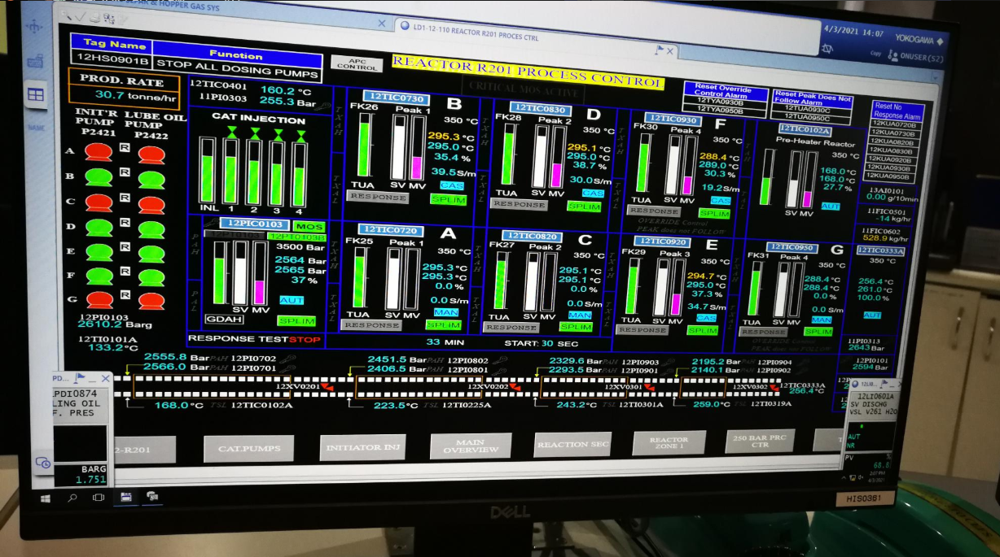 & HOPPER GAS SYS
LD1-12-110 REACTOR R201 PROCES CTRL
4/3/2021 14:07
YOKOGAWA
Copy
ONUSER(52)
Tag Name
Function
12HS0901B
STOP ALL DOSING PUMPS
APC CONTROL
REACTOR R201 PROCESS CONTROL
CRITICAL MOS ACTIVE
Reset Override Control Alarm
12TYA0930B
12TYA0950B
Reset Peak Does Not Follow Alarm
12TUA0930C
12TUA0950C
Reset No Response Alarm
12KUA0720B
12KUA0730B
12KUA0820B
12KUA0830B
12KUA0920B
12KUA0930B
12KUA0950B
PROD. RATE
30.7 tonne/hr
12TIC0401 160.2 °C
11PI0303 255.3 Bar
INIT'R PUMP P2421
LUBE OIL PUMP P2422
A R
B R
C R
D R
E R
F R
G R
12PI0103
2610.2 Barg
12TI0101A
133.2°C
CAT INJECTION
INL 1 2 3 4
12PIC0103 MOS
12PT0103B
3500 Bar
2564 Bar
2565 Bar
37 %
AUT
SV MV
GDAH SPLIM
PAH
PAL
12TIC0730 B
FK26 Peak 1
350 °C
295.3 °C
295.0 °C
35.4 %
39.5 S/m
CAS
TUA SV MV
RESPONSE SPLIM
TXAH
TXAL
12TIC0830 D
FK28 Peak 2
350 °C
295.1 °C
295.0 °C
38.7 %
30.0 S/m
CAS
TUA SV MV
RESPONSE SPLIM
12TIC0930 F
FK30 Peak 4
350 °C
288.4 °C
289.0 °C
30.3 %
19.2 S/m
CAS
TUA SV MV
RESPONSE SPLIM
OVERRIDE Control
PEAK does not FOLLOW
12TIC0102A
Pre-Heater Reactor
350 °C
168.0 °C
168.0 °C
27.7 %
AUT
SV MV
13AI0101
0.00 g/10min
11FIC0501
-14 kg/hr
11FIC0602
528.9 kg/hr
12TIC0720 A
FK25 Peak 1
350 °C
295.3 °C
295.3 °C
0.0 %
0.0 S/m
MAN
TUA SV MV
RESPONSE SPLIM
12TIC0820 C
FK27 Peak 2
350 °C
295.1 °C
295.1 °C
0.0 %
0.0 S/m
MAN
TUA SV MV
RESPONSE SPLIM
12TIC0920 E
FK29 Peak 3
350 °C
294.7 °C
295.0 °C
37.3 %
34.7 S/m
CAS
TUA SV MV
RESPONSE SPLIM
12TIC0950 G
FK31 Peak 4
350 °C
288.4 °C
288.4 °C
0.0 %
0.0 S/m
MAN
TUA SV MV
RESPONSE SPLIM
OVERRIDE Control
PEAK does not FOLLOW
12TIC0333A
350 °C
256.4 °C
261.0 °C
100.0 %
AUT
11PI0313
2643 Bar
11PI0101
2594 Bar
RESPONSE TEST STOP 33 MIN START: 30 SEC
2555.8 Bar PAH 12PI0702
2566.0 Bar PAH 12PI0701
2451.5 Bar PAH 12PI0802
2406.5 Bar PAH 12PI0801
2329.6 Bar PAH 12PI0903
2293.5 Bar PAH 12PI0901
2195.2 Bar PAH 12PI0904
2140.1 Bar PAH 12PI0902
12XV0201 12XV0202 12XV0301 12XV0302
12TIC0333A
256.4°C
168.0 °C TSL 12TIC0102A
223.5°C TSL 12TI0225A
243.2°C TSL 12TI0301A
259.0°C TSL 12TI0319A
PD...
PDI0874
LING OIL
F. PRES
BARG
1.751
12LI0...
12LI0601A
SV DISCHG
VSL V261 H2O
AUT
NR
PV %
68.8
2-R201
CAT.PUMPS
INITIATOR INJ
MAIN OVERVIEW
REACTION SEC
REACTOR ZONE 1
250 BAR PRC CTR
NAME
2:07 PM
4/3/2021
DELL
HIS0361